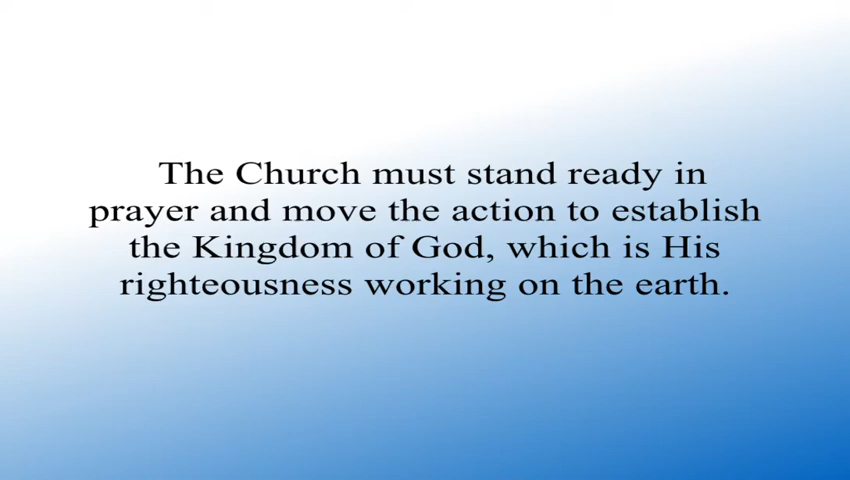 The Church must stand ready in
prayer and move the action to establish
the Kingdom of God, which is His
righteousness working on the earth.